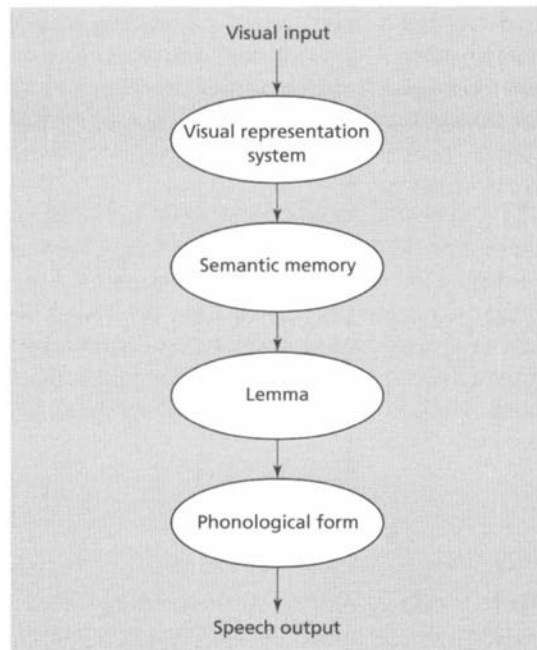 Visual input
Visual representation
system
Semantic memory
Lemma
Phonological form
Speech output